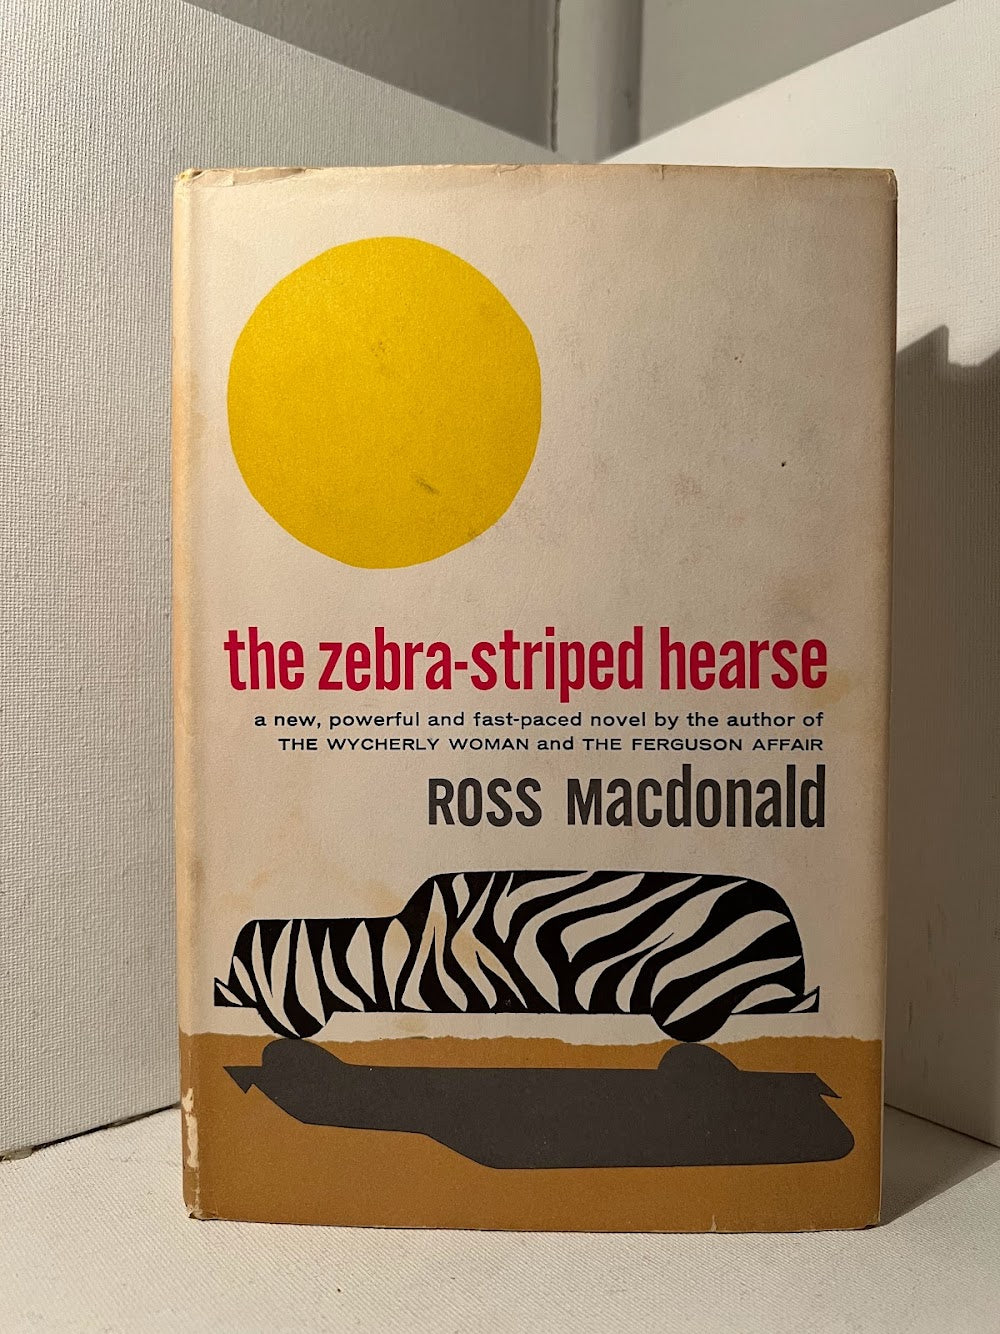 the zebra-striped hearse
a new, powerful and fast-paced novel by the author of
THE WYCHERLY WOMAN and THE FERGUSON AFFAIR
ROSS Macdonald